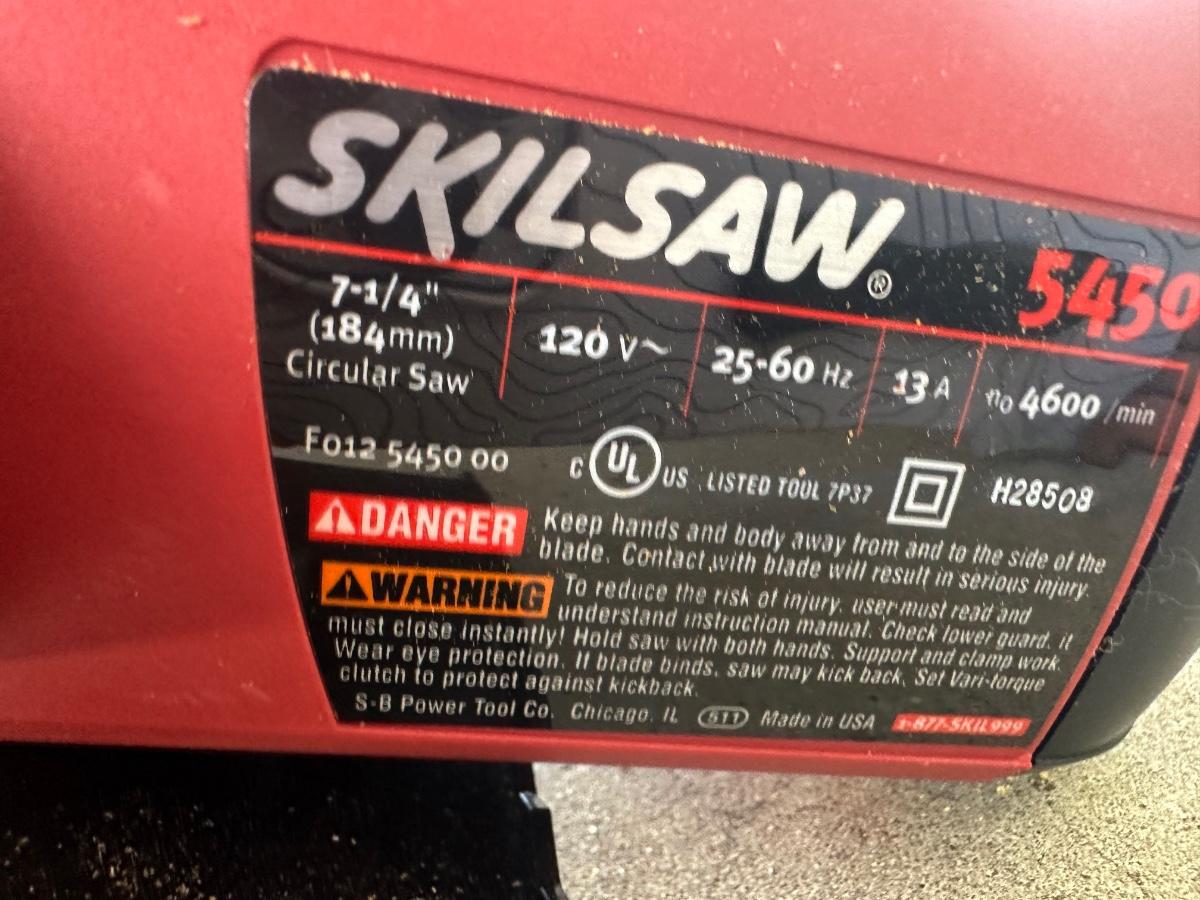 SKILSAW®
5450
7-1/4"
(184mm)
Circular Saw
120 V~
25-60 Hz
13 A
n₀ 4600 /min
F012 5450 00
C UL US LISTED TOOL 7P37
H28508
DANGER Keep hands and body away from and to the side of the
blade. Contact with blade will result in serious injury.
WARNING To reduce the risk of injury, user must read and
understand instruction manual. Check lower guard, it
must close instantly! Hold saw with both hands. Support and clamp work.
Wear eye protection. If blade binds, saw may kick back. Set Vari-torque
clutch to protect against kickback.
S-B Power Tool Co. Chicago, IL 511 Made in USA 1-877-SKIL999